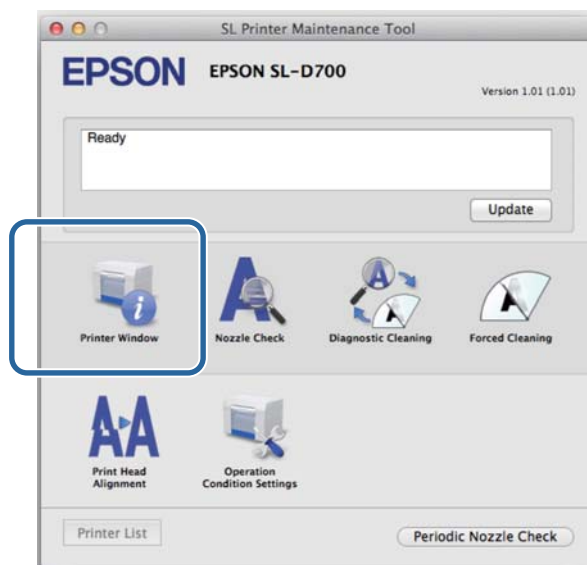 SL Printer Maintenance Tool
EPSON EPSON SL-D700
Version 1.01 (1.01)
Ready
Update
Printer Window Nozzle Check Diagnostic Cleaning Forced Cleaning
Print Head Operation
Alignment Condition Settings
Printer List Periodic Nozzle Check